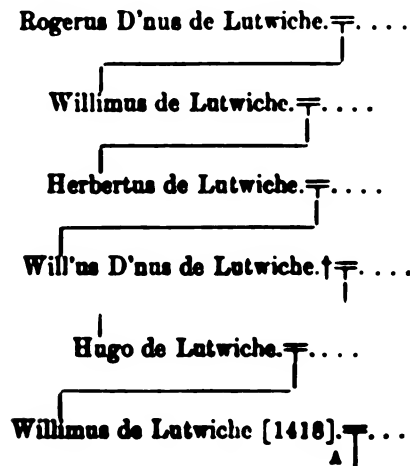 Rogerus D'nus de Lutwiche.╤. . . .
Willimus de Lutwiche.╤. . . .
Herbertus de Lutwiche.╤. . . .
Will'us D'nus de Lutwiche.†╤. . . .
Hugo de Lutwiche.╤. . . .
Willimus de Lutwiche [1418].╤. . .
A